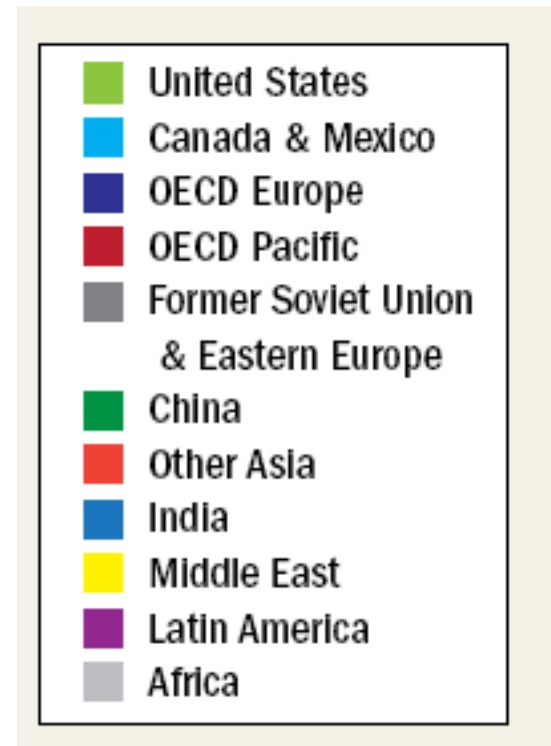 United States
Canada & Mexico
OECD Europe
OECD Pacific
Former Soviet Union
& Eastern Europe
China
Other Asia
India
Middle East
Latin America
Africa